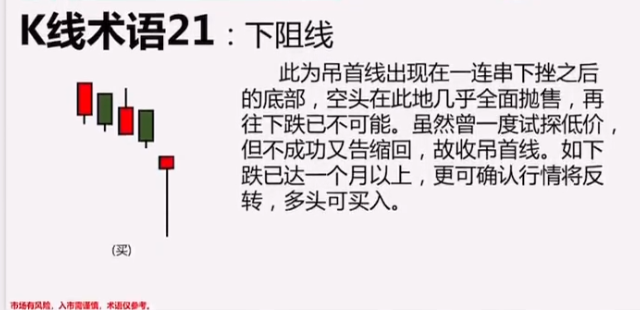 K线术语21：下阻线
此为吊首线出现在一连串下挫之后
的底部，空头在此地几乎全面抛售，再
往下跌已不可能。虽然曾一度试探低价，
但不成功又告缩回，故收吊首线。如下
跌已达一个月以上，更可确认行情将反
转，多头可买入。
(买)
市场有风险，入市需谨慎，术语仅参考。